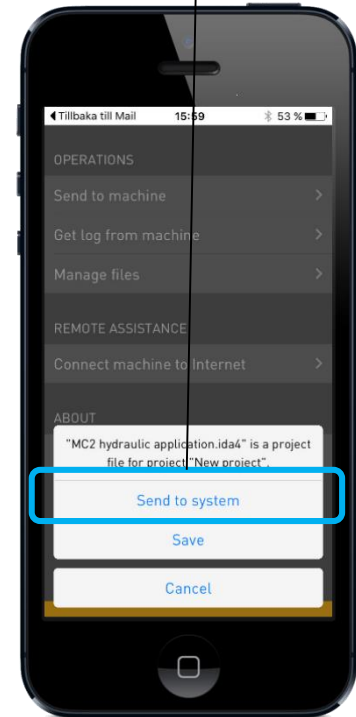 Tillbaka till Mail 15:59 53 %
OPERATIONS
Send to machine
Get log from machine
Manage files
REMOTE ASSISTANCE
Connect machine to Internet
ABOUT
"MC2 hydraulic application.ida4" is a project
file for project "New project".
Send to system
Save
Cancel